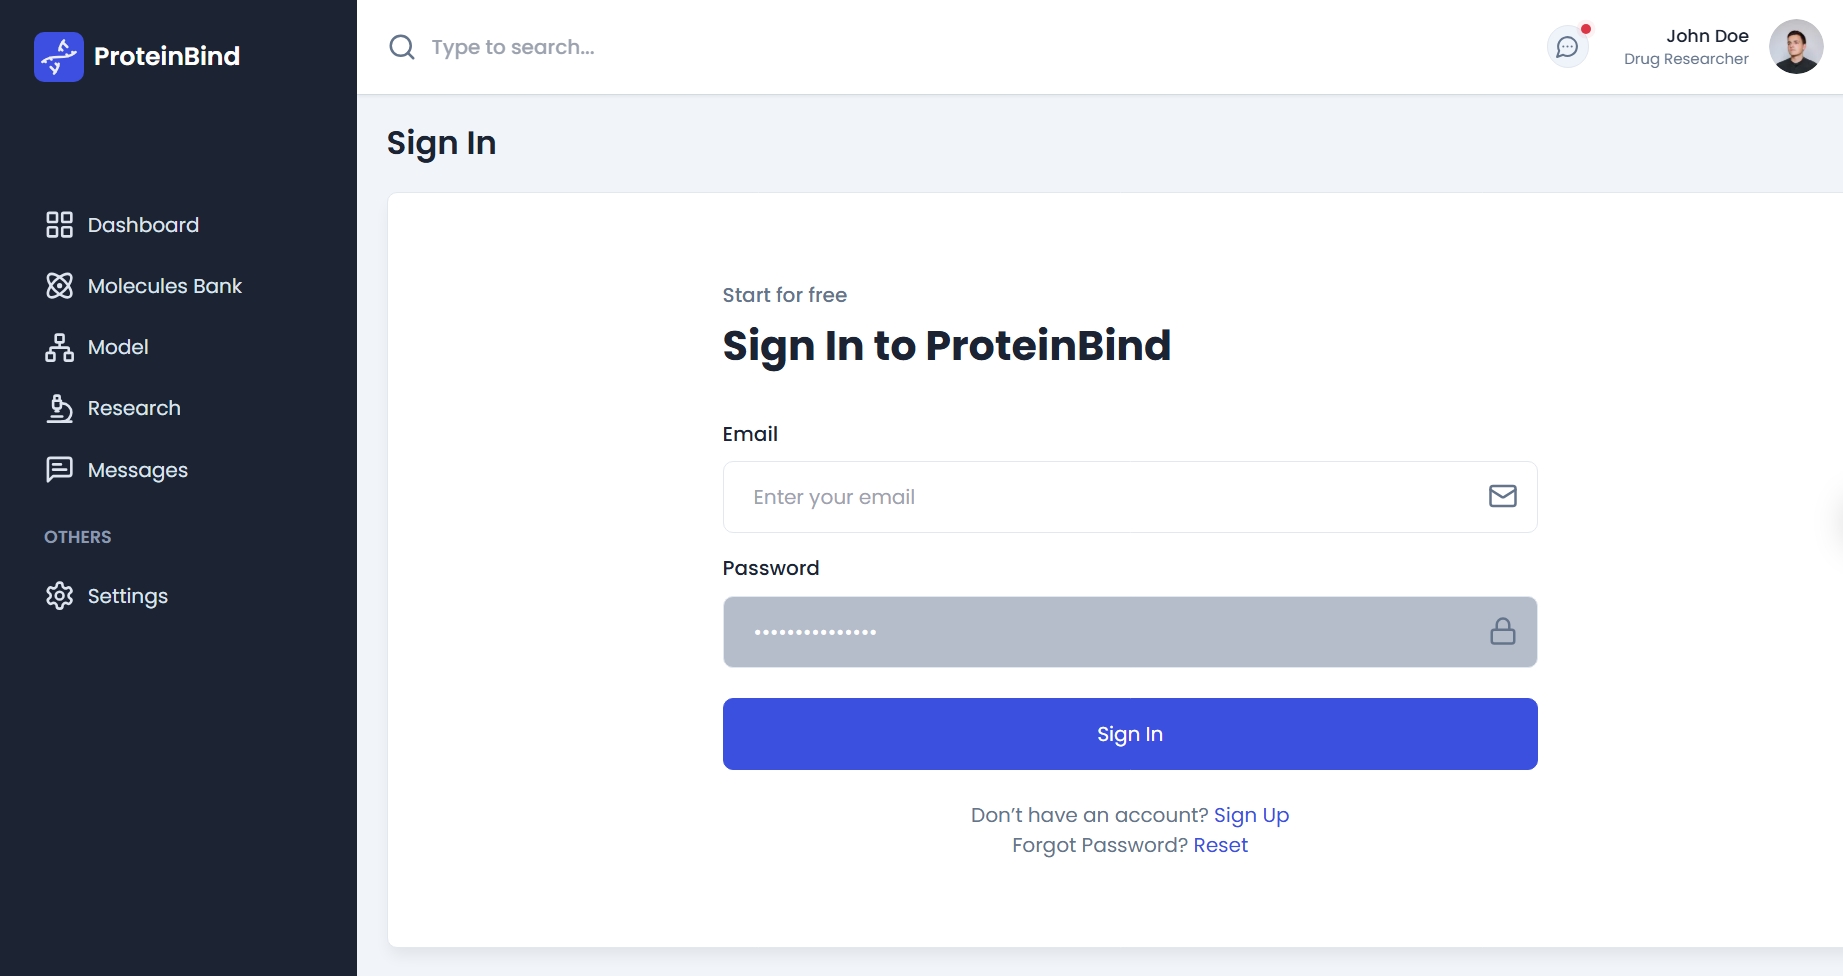 ProteinBind
Type to search...
John Doe
Drug Researcher
Sign In
Dashboard
Molecules Bank
Model
Research
Messages
OTHERS
Settings
Start for free
Sign In to ProteinBind
Email
Enter your email
Password
•••••••••••••••
Sign In
Don’t have an account? Sign Up
Forgot Password? Reset